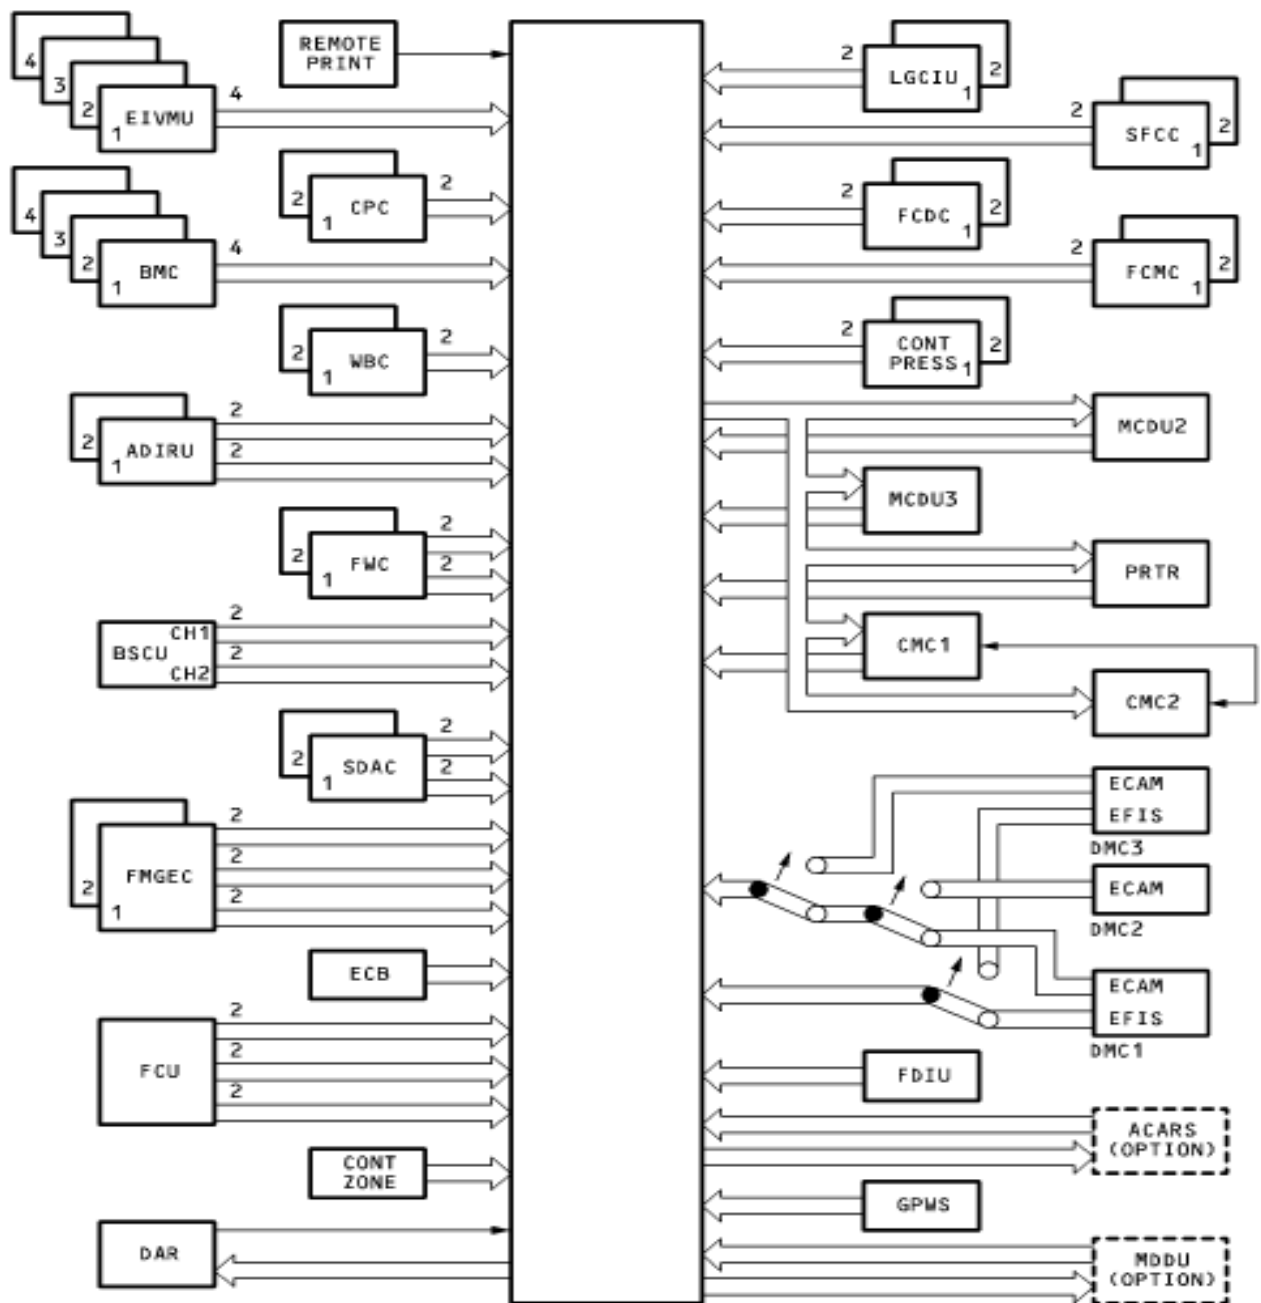 REMOTE
PRINT
4
3
2
1
EIVMU
4
2
1
CPC
2
4
3
2
1
BMC
4
2
1
WBC
2
2
1
ADIRU
2
2
2
1
FWC
2
2
BSCU
CH1
CH2
2
2
2
1
SDAC
2
2
2
1
FMGEC
2
2
2
ECB
FCU
2
2
2
CONT
ZONE
DAR
2
LGCIU
1
2
2
SFCC
1
2
2
FCDC
1
2
2
FCMC
1
2
2
CONT
PRESS
1
2
MCDU2
MCDU3
PRTR
CMC1
CMC2
ECAM
EFIS
DMC3
ECAM
DMC2
ECAM
EFIS
DMC1
FDIU
ACARS
(OPTION)
GPWS
MDDU
(OPTION)